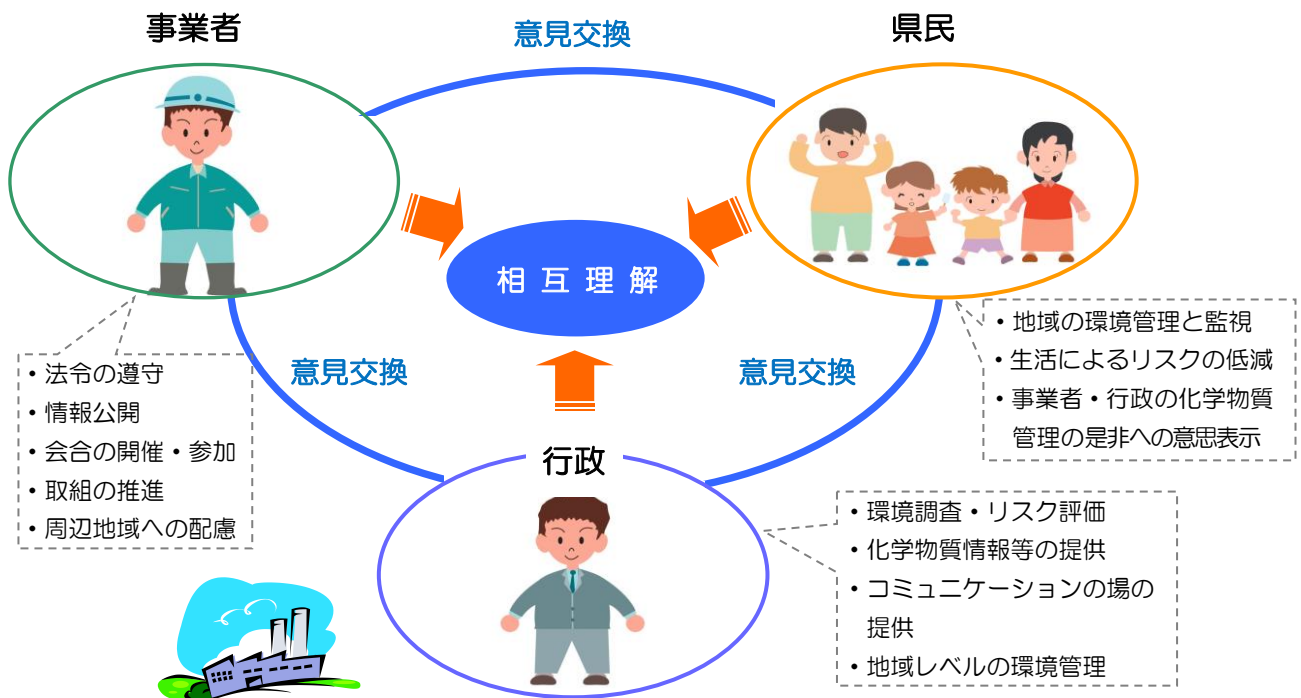 事業者
意見交換
県民
相互理解
・法令の遵守
・情報公開
・会合の開催・参加
・取組の推進
・周辺地域への配慮
意見交換
意見交換
・地域の環境管理と監視
・生活によるリスクの低減
・事業者・行政の化学物質
管理の是非への意思表示
行政
・環境調査・リスク評価
・化学物質情報等の提供
・コミュニケーションの場の
提供
・地域レベルの環境管理